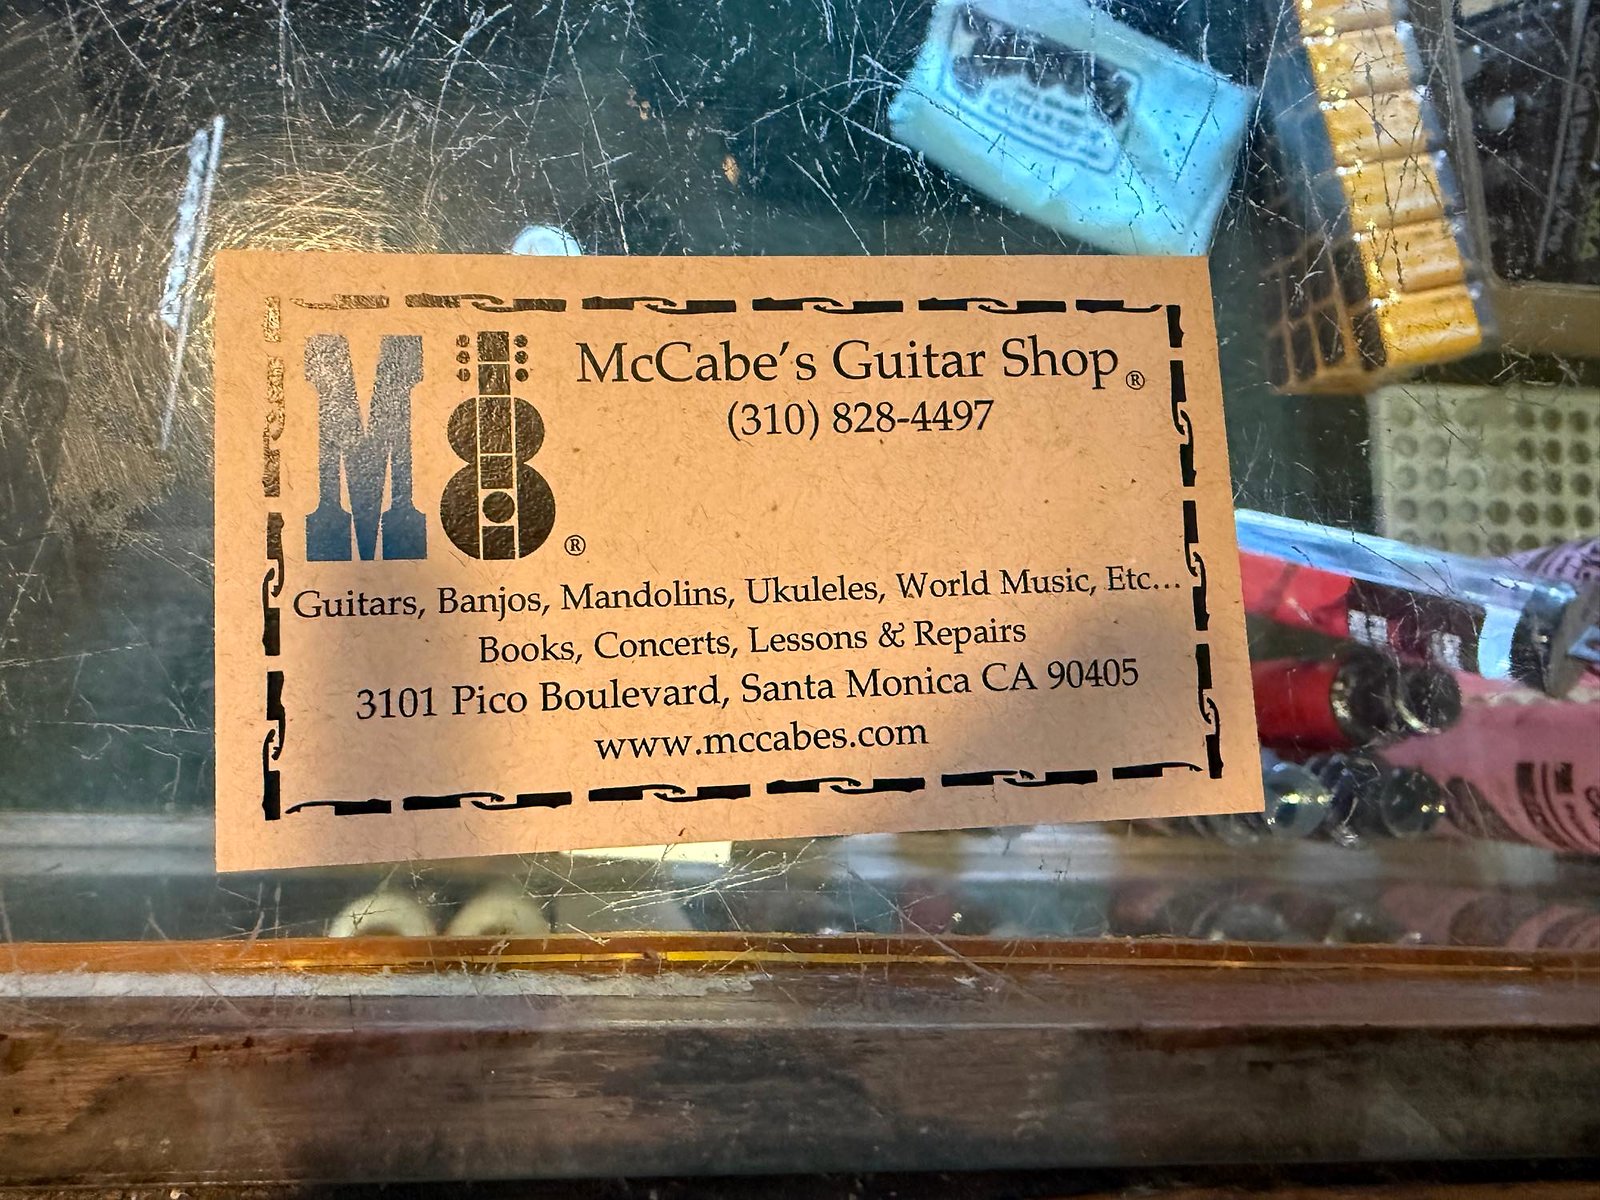 M
McCabe's Guitar Shop®
(310) 828-4497
®
Guitars, Banjos, Mandolins, Ukuleles, World Music, Etc...
Books, Concerts, Lessons & Repairs
3101 Pico Boulevard, Santa Monica CA 90405
www.mccabes.com